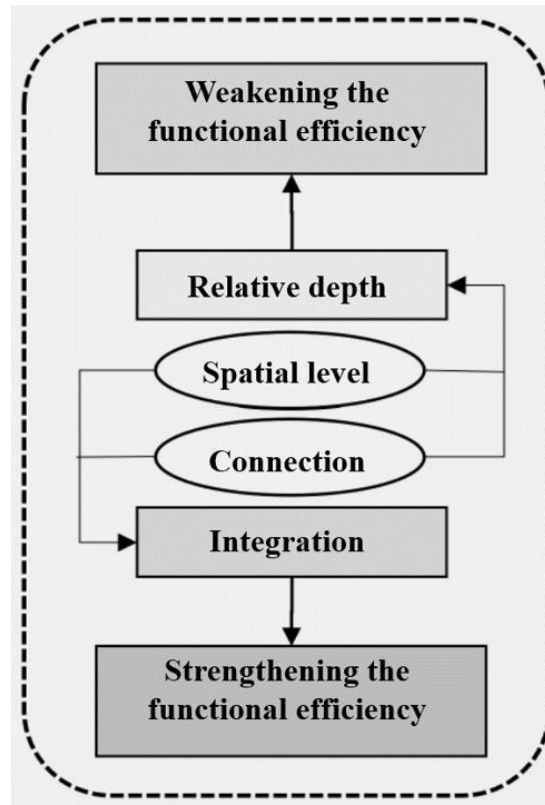 Weakening the
functional efficiency
Relative depth
Spatial level
Connection
Integration
Strengthening the
functional efficiency